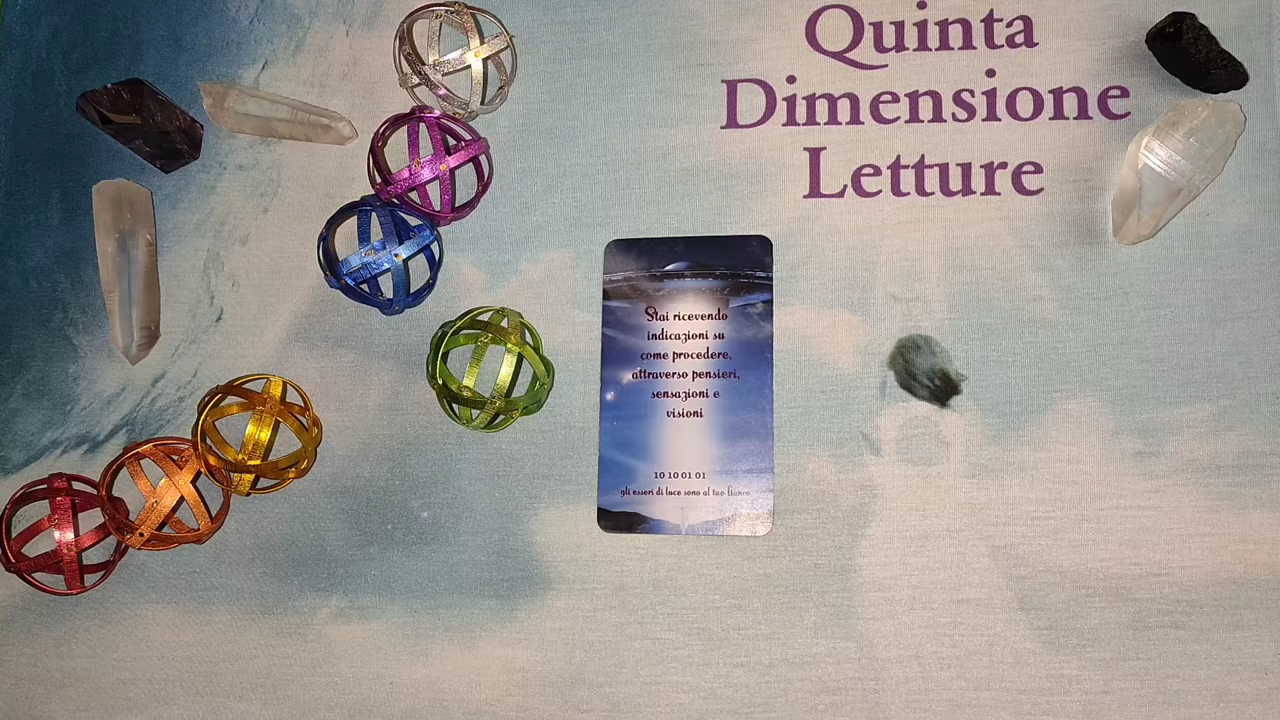 Quinta
Dimensione
Letture
Stai ricevendo
indicazioni su
come procedere,
attraverso pensieri,
sensazioni e
visioni
10 10 01 01
gli esseri di luce sono al tuo fianco